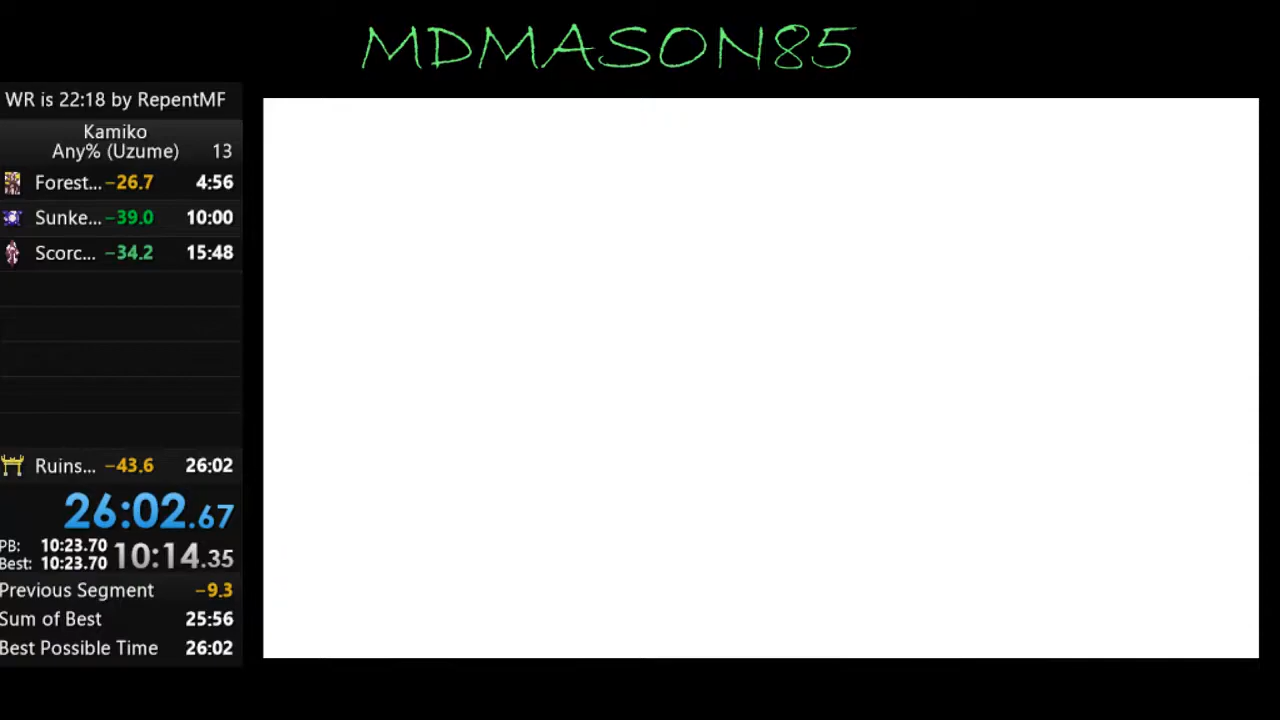 MDMASON85
WR is 22:18 by RepentMF
Kamiko
Any% (Uzume) 13
Forest... -26.7 4:56
Sunke... -39.0 10:00
Scorc... -34.2 15:48
Ruins... -43.6 26:02
26:02.67
PB: 10:23.70
Best: 10:23.70
10:14.35
Previous Segment -9.3
Sum of Best 25:56
Best Possible Time 26:02